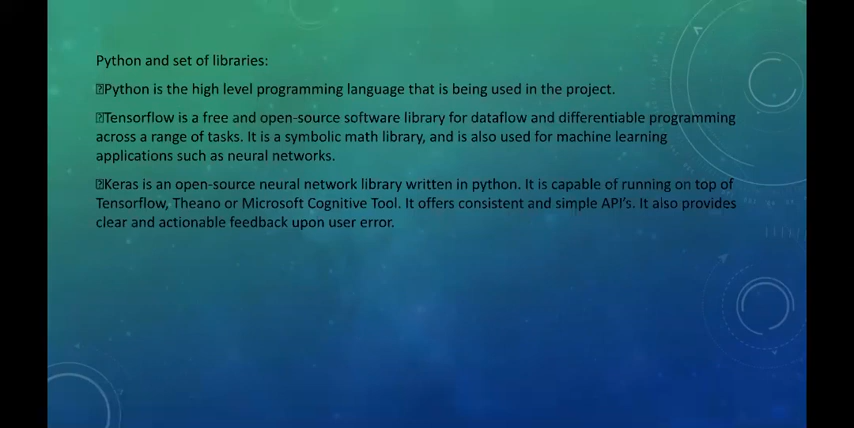 Python and set of libraries:
⍰Python is the high level programming language that is being used in the project.
⍰Tensorflow is a free and open-source software library for dataflow and differentiable programming
across a range of tasks. It is a symbolic math library, and is also used for machine learning
applications such as neural networks.
⍰Keras is an open-source neural network library written in python. It is capable of running on top of
Tensorflow, Theano or Microsoft Cognitive Tool. It offers consistent and simple API’s. It also provides
clear and actionable feedback upon user error.